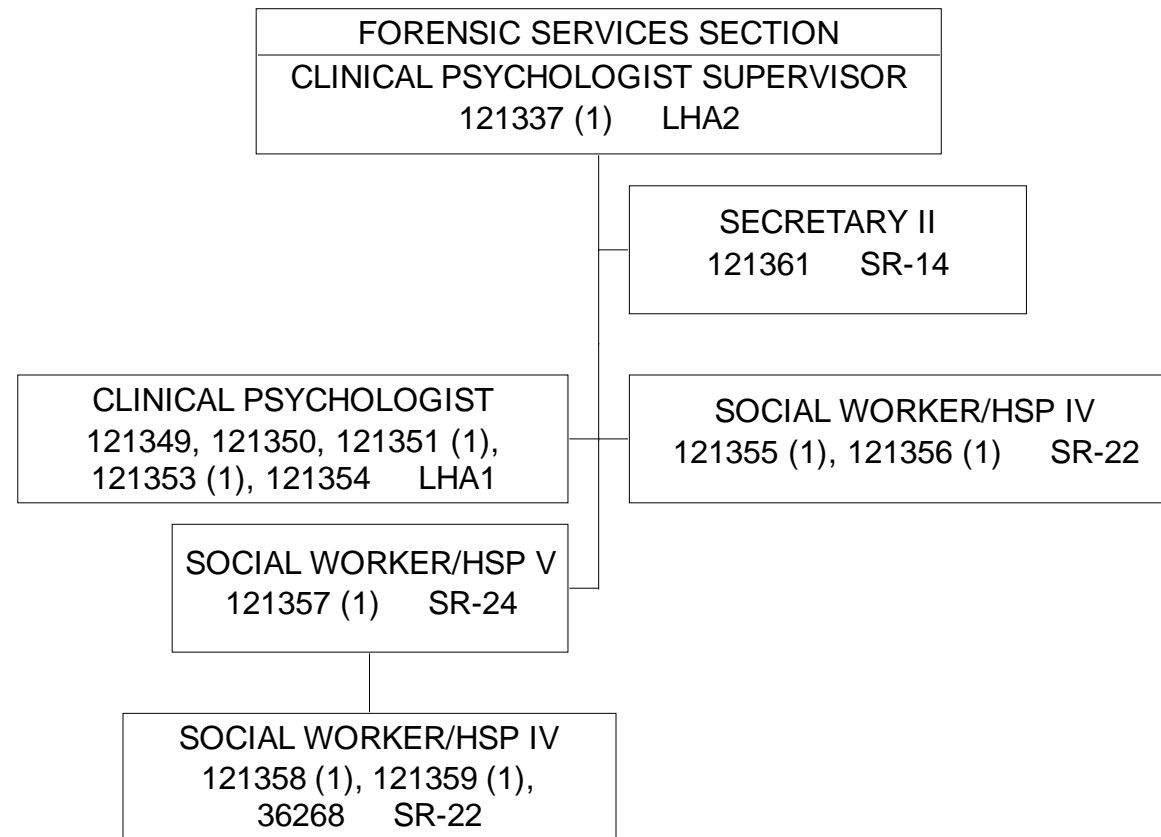 FORENSIC SERVICES SECTION
CLINICAL PSYCHOLOGIST SUPERVISOR
121337 (1) LHA2
SECRETARY II
121361 SR-14
CLINICAL PSYCHOLOGIST
121349, 121350, 121351 (1),
121353 (1), 121354 LHA1
SOCIAL WORKER/HSP IV
121355 (1), 121356 (1) SR-22
SOCIAL WORKER/HSP V
121357 (1) SR-24
SOCIAL WORKER/HSP IV
121358 (1), 121359 (1),
36268 SR-22